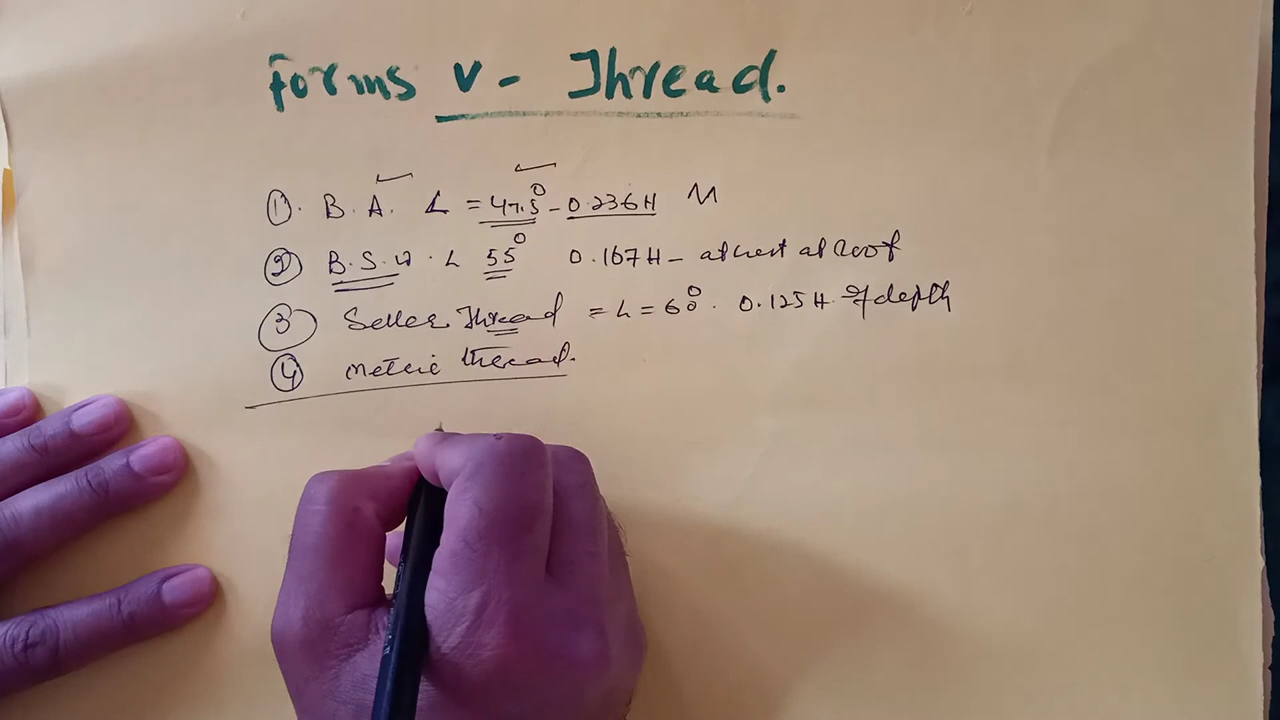 Forms V - Thread.
① . B.A. ∠ = 47.5° - 0.236H M
② B.S.W. ∠ 55° 0.167H - at crest at root
③ Seller Thread = ∠ = 60°. 0.125H. of depth
④ Metric thread.